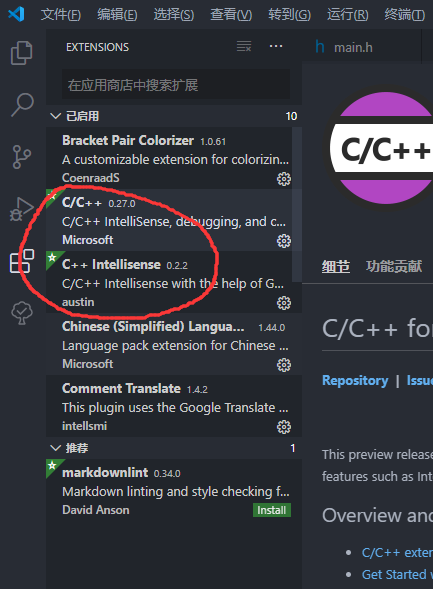 文件(F) 编辑(E) 选择(S) 查看(V) 转到(G) 运行(R) 终端(T)
EXTENSIONS
h main.h
在应用商店中搜索扩展
已启用 10
Bracket Pair Colorizer 1.0.61
A customizable extension for colorizin...
CoenraadS
C/C++ 0.27.0
C/C++ IntelliSense, debugging, and c...
Microsoft
C++ Intellisense 0.2.2
C/C++ Intellisense with the help of G...
austin
Chinese (Simplified) Langua... 1.44.0
Language pack extension for Chinese ...
Microsoft
Comment Translate 1.4.2
This plugin uses the Google Translate ...
intellsmi
推荐 1
markdownlint 0.34.0
Markdown linting and style checking f...
David Anson
Install
C/C++
细节 功能贡献
C/C++ for
Repository | Issue
This preview release
features such as Int
Overview and
C/C++ exten
Get Started w